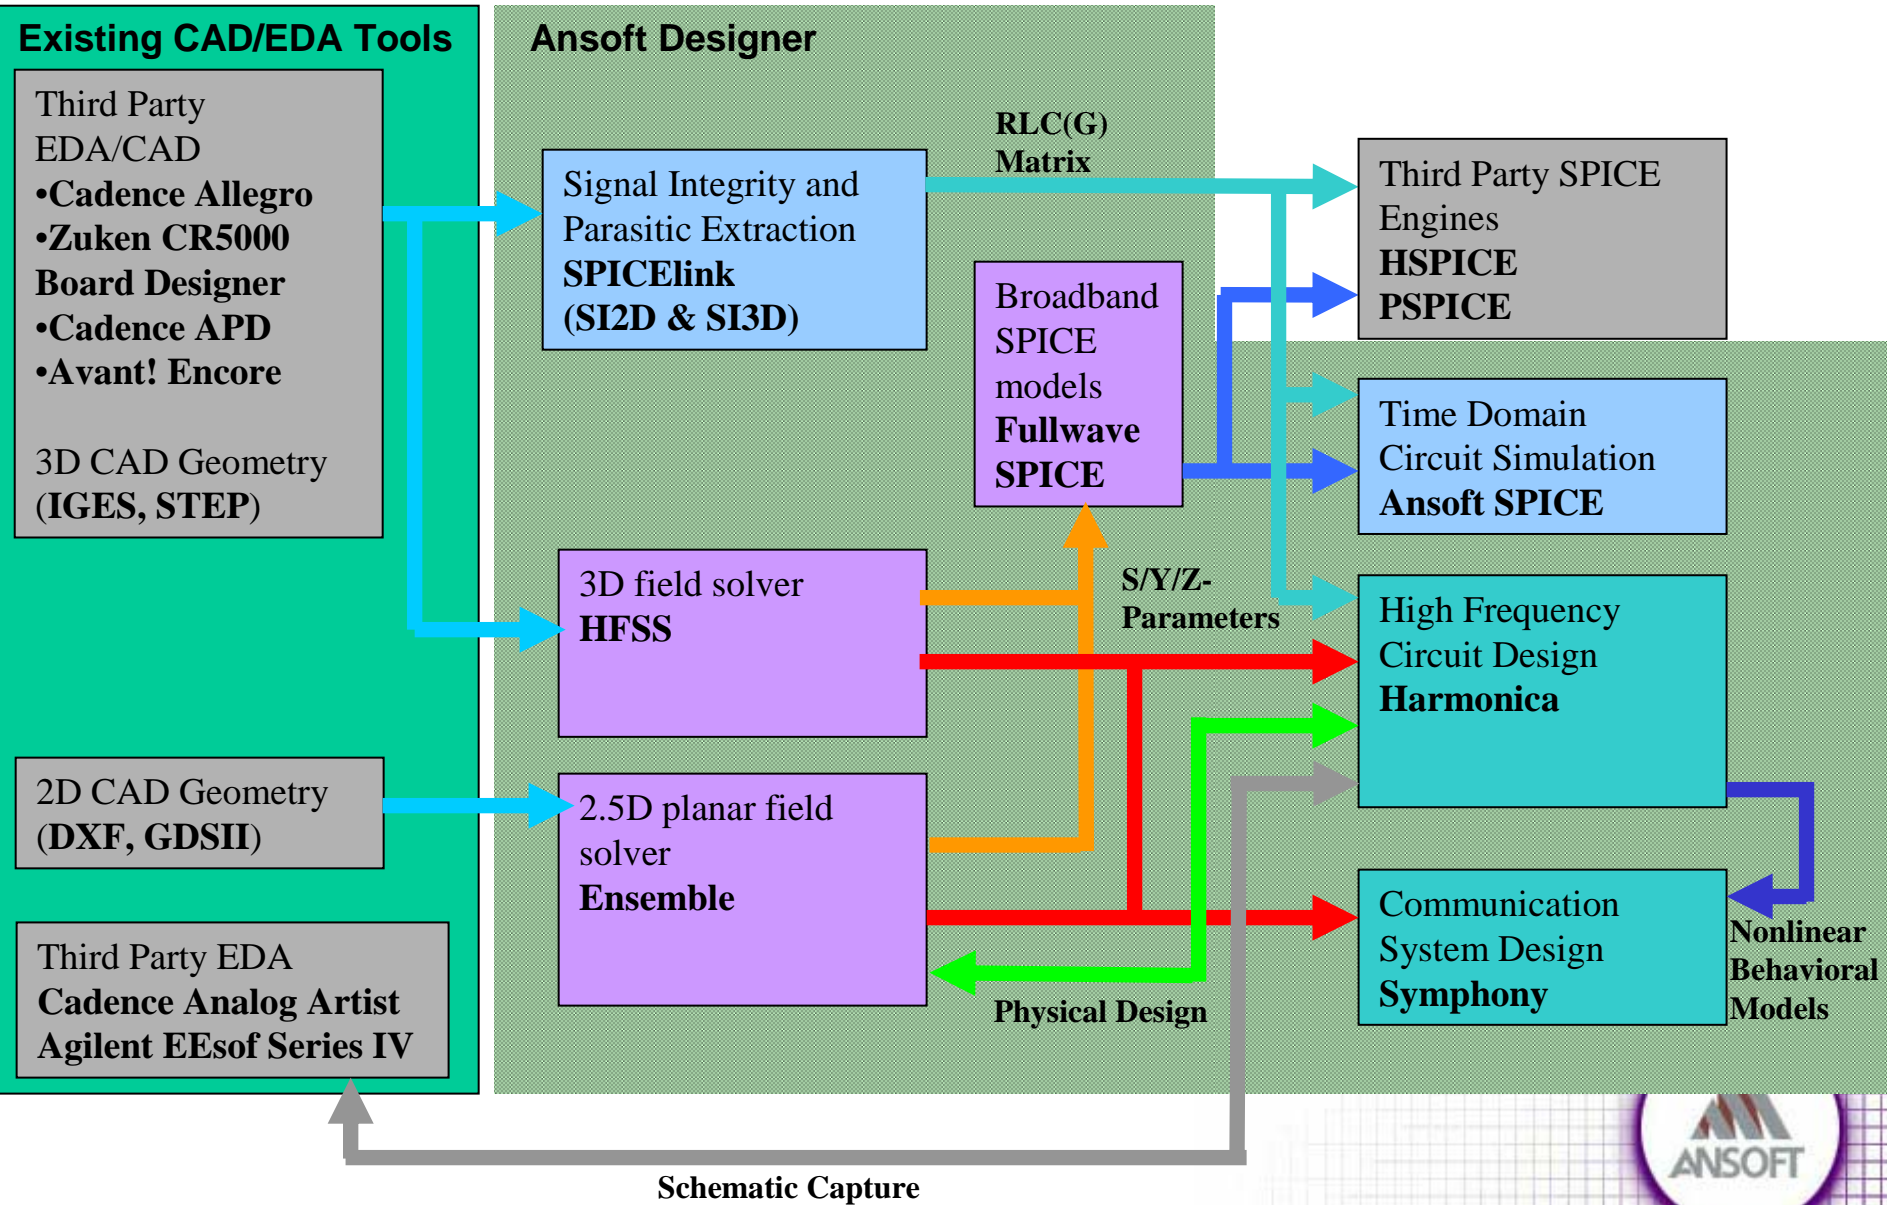 Existing CAD/EDA Tools
Third Party
EDA/CAD
•Cadence Allegro
•Zuken CR5000
Board Designer
•Cadence APD
•Avant! Encore
3D CAD Geometry
(IGES, STEP)
2D CAD Geometry
(DXF, GDSII)
Third Party EDA
Cadence Analog Artist
Agilent EEsof Series IV
Ansoft Designer
Signal Integrity and
Parasitic Extraction
SPICElink
(SI2D & SI3D)
RLC(G)
Matrix
Broadband
SPICE
models
Fullwave
SPICE
3D field solver
HFSS
S/Y/Z-
Parameters
2.5D planar field
solver
Ensemble
Physical Design
Third Party SPICE
Engines
HSPICE
PSPICE
Time Domain
Circuit Simulation
Ansoft SPICE
High Frequency
Circuit Design
Harmonica
Communication
System Design
Symphony
Nonlinear
Behavioral
Models
Schematic Capture
ANSOFT